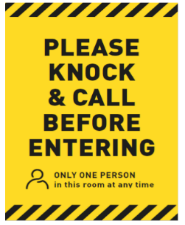 PLEASE
KNOCK
& CALL
BEFORE
ENTERING
ONLY ONE PERSON
in this room at any time